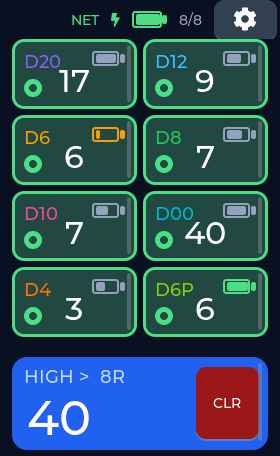 NET 8/8
D20 17
D12 9
D6 6
D8 7
D10 7
D00 40
D4 3
D6P 6
HIGH > 8R
40
CLR